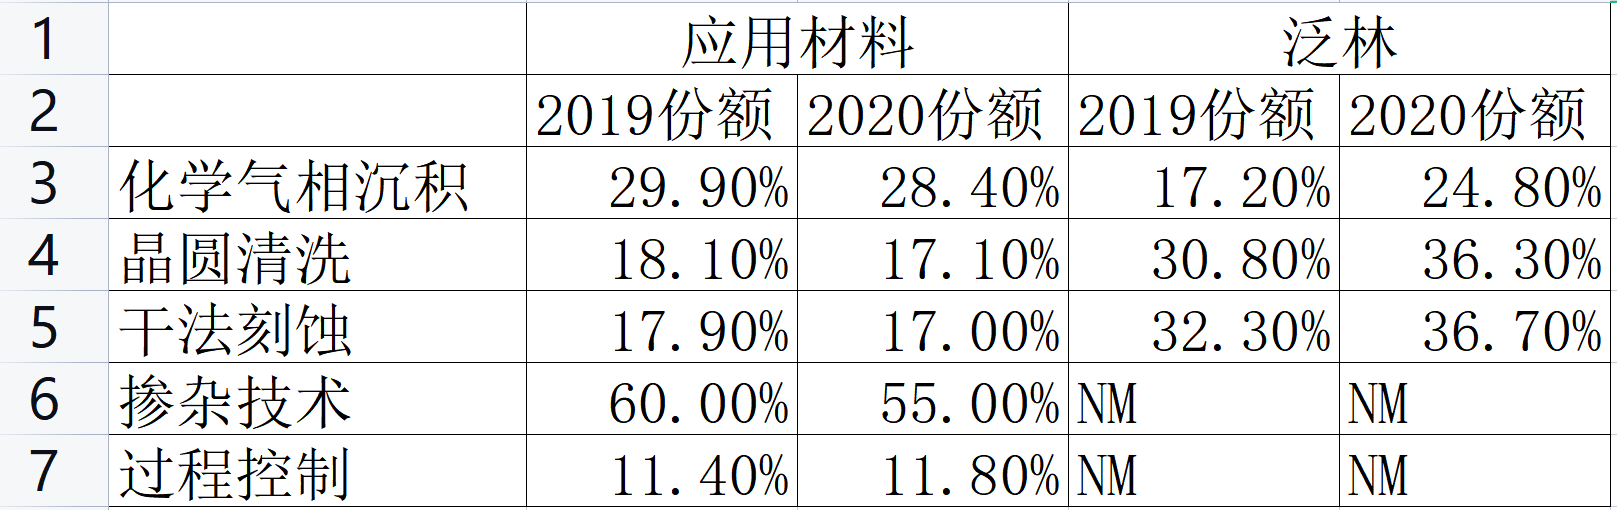 1 应用材料 泛林
2 2019份额 2020份额 2019份额 2020份额
3 化学气相沉积 29.90% 28.40% 17.20% 24.80%
4 晶圆清洗 18.10% 17.10% 30.80% 36.30%
5 干法刻蚀 17.90% 17.00% 32.30% 36.70%
6 掺杂技术 60.00% 55.00% NM NM
7 过程控制 11.40% 11.80% NM NM